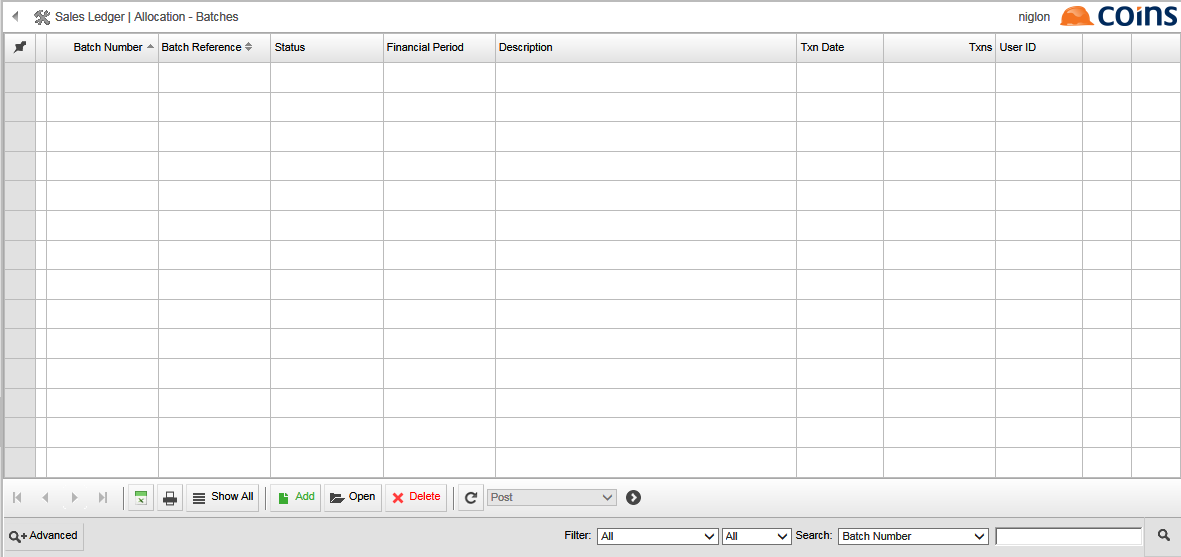 Sales Ledger | Allocation - Batches niglon coins
Batch Number Batch Reference Status Financial Period Description Txn Date Txns User ID
Show All Add Open Delete Post
Advanced Filter: All All Search: Batch Number